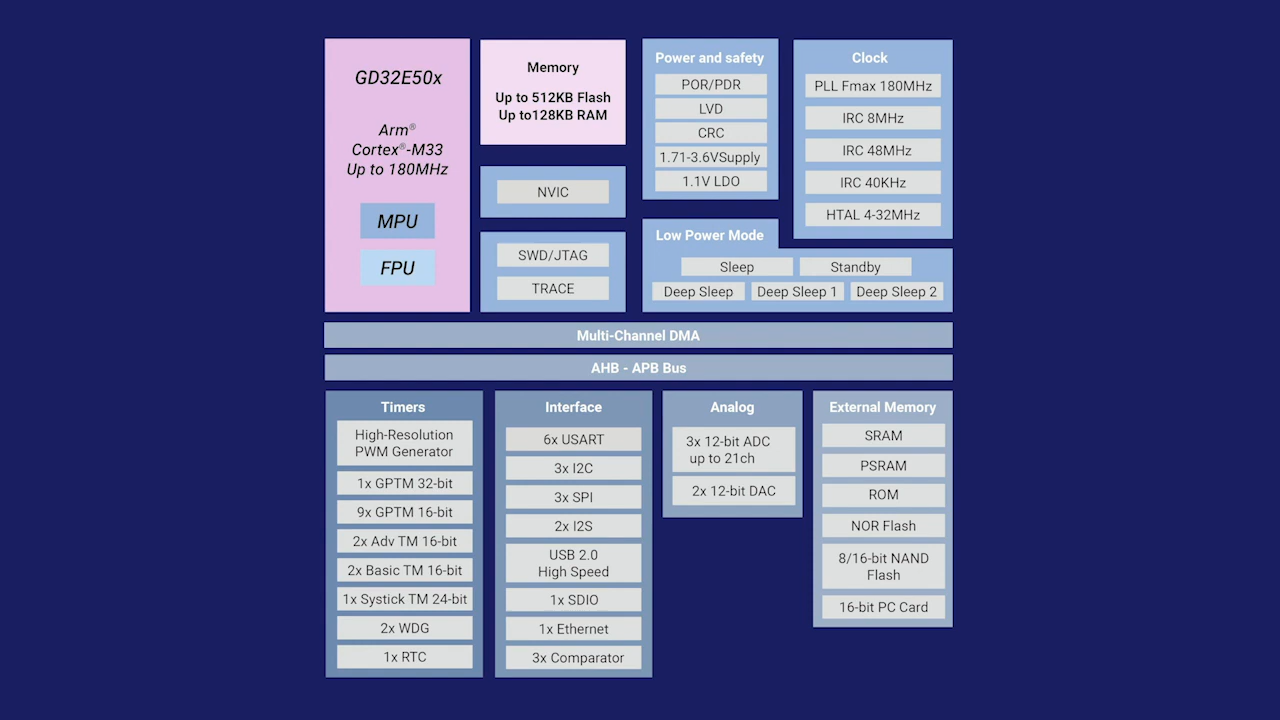 GD32E50x
Arm®
Cortex®-M33
Up to 180MHz
MPU
FPU
Memory
Up to 512KB Flash
Up to128KB RAM
NVIC
SWD/JTAG
TRACE
Power and safety
POR/PDR
LVD
CRC
1.71-3.6VSupply
1.1V LDO
Clock
PLL Fmax 180MHz
IRC 8MHz
IRC 48MHz
IRC 40KHz
HTAL 4-32MHz
Low Power Mode
Sleep
Standby
Deep Sleep
Deep Sleep 1
Deep Sleep 2
Multi-Channel DMA
AHB - APB Bus
Timers
High-Resolution
PWM Generator
1x GPTM 32-bit
9x GPTM 16-bit
2x Adv TM 16-bit
2x Basic TM 16-bit
1x Systick TM 24-bit
2x WDG
1x RTC
Interface
6x USART
3x I2C
3x SPI
2x I2S
USB 2.0
High Speed
1x SDIO
1x Ethernet
3x Comparator
Analog
3x 12-bit ADC
up to 21ch
2x 12-bit DAC
External Memory
SRAM
PSRAM
ROM
NOR Flash
8/16-bit NAND
Flash
16-bit PC Card